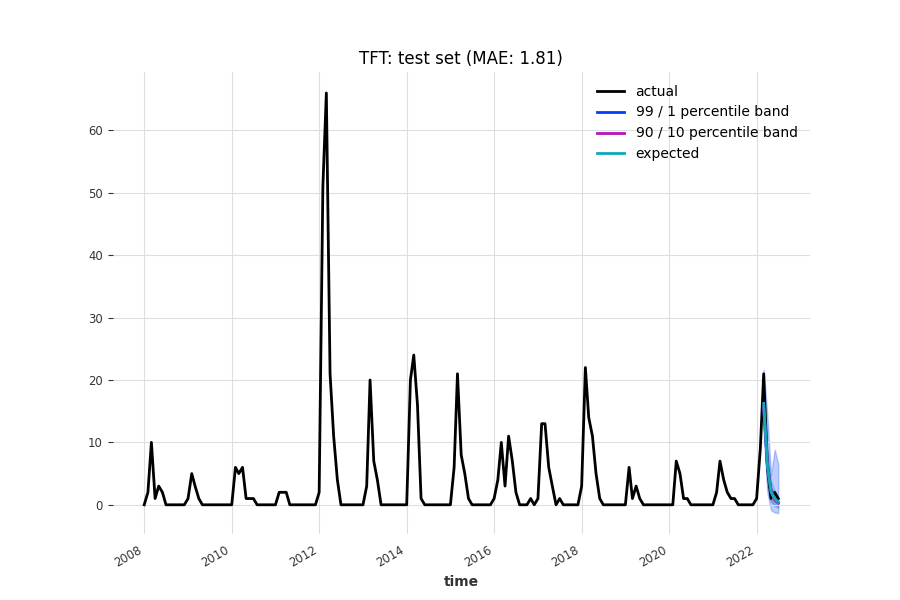 TFT: test set (MAE: 1.81)
actual
99 / 1 percentile band
90 / 10 percentile band
expected
60
50
40
30
20
10
0
2008
2010
2012
2014
2016
2018
2020
2022
time